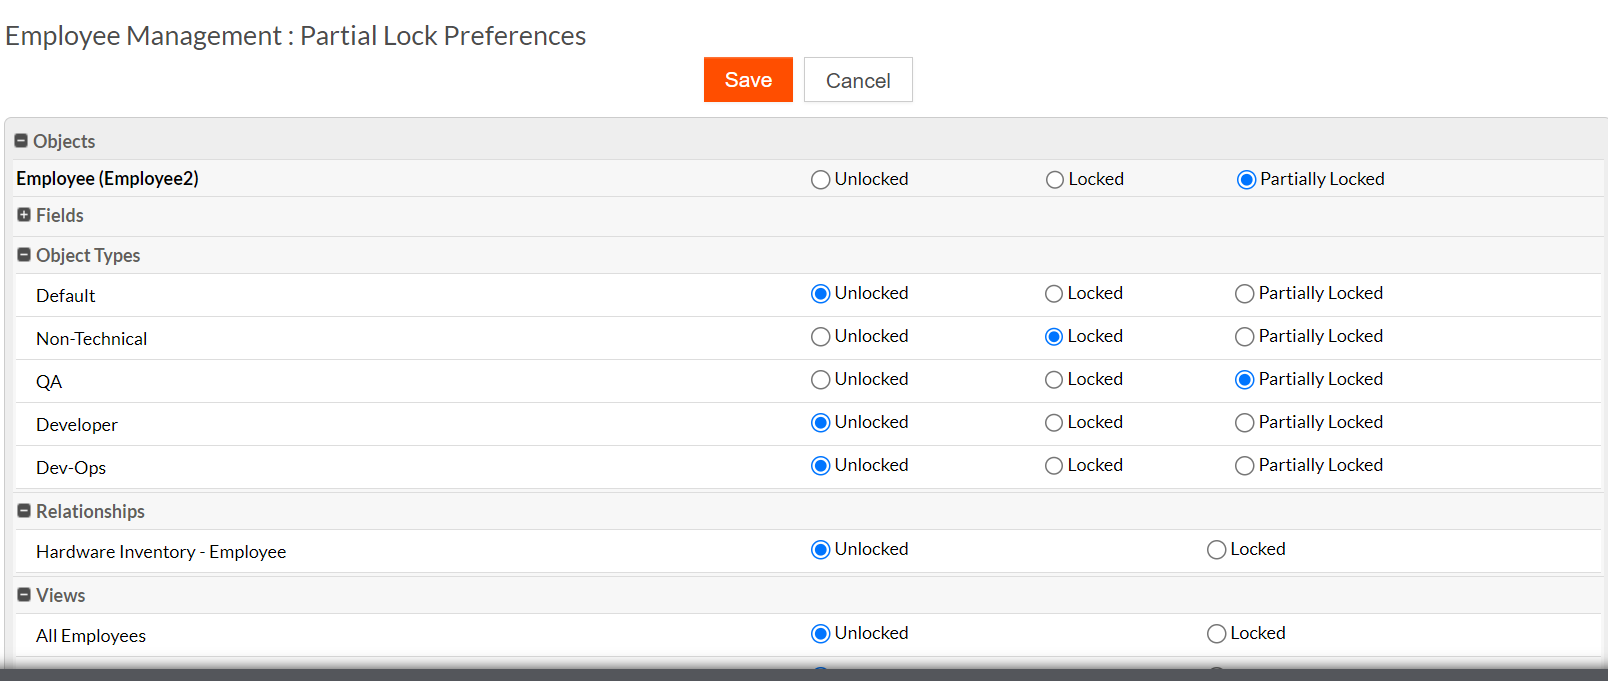 Employee Management : Partial Lock Preferences
Save Cancel
Objects
Employee (Employee2) Unlocked Locked Partially Locked
Fields
Object Types
Default Unlocked Locked Partially Locked
Non-Technical Unlocked Locked Partially Locked
QA Unlocked Locked Partially Locked
Developer Unlocked Locked Partially Locked
Dev-Ops Unlocked Locked Partially Locked
Relationships
Hardware Inventory - Employee Unlocked Locked
Views
All Employees Unlocked Locked